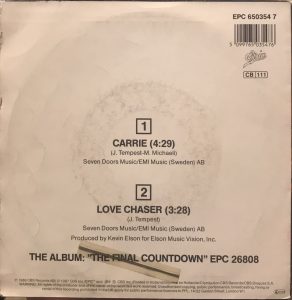 EPC 650354 7
5099765035476
Epic
CB 111
1
CARRIE (4:29)
(J. Tempest-M. Michaeli)
Seven Doors Music/EMI Music (Sweden) AB
2
LOVE CHASER (3:28)
(J. Tempest)
Seven Doors Music/EMI Music (Sweden) AB
Produced by Kevin Elson for Elson Music Vision, Inc.
THE ALBUM: "THE FINAL COUNTDOWN" EPC 26808